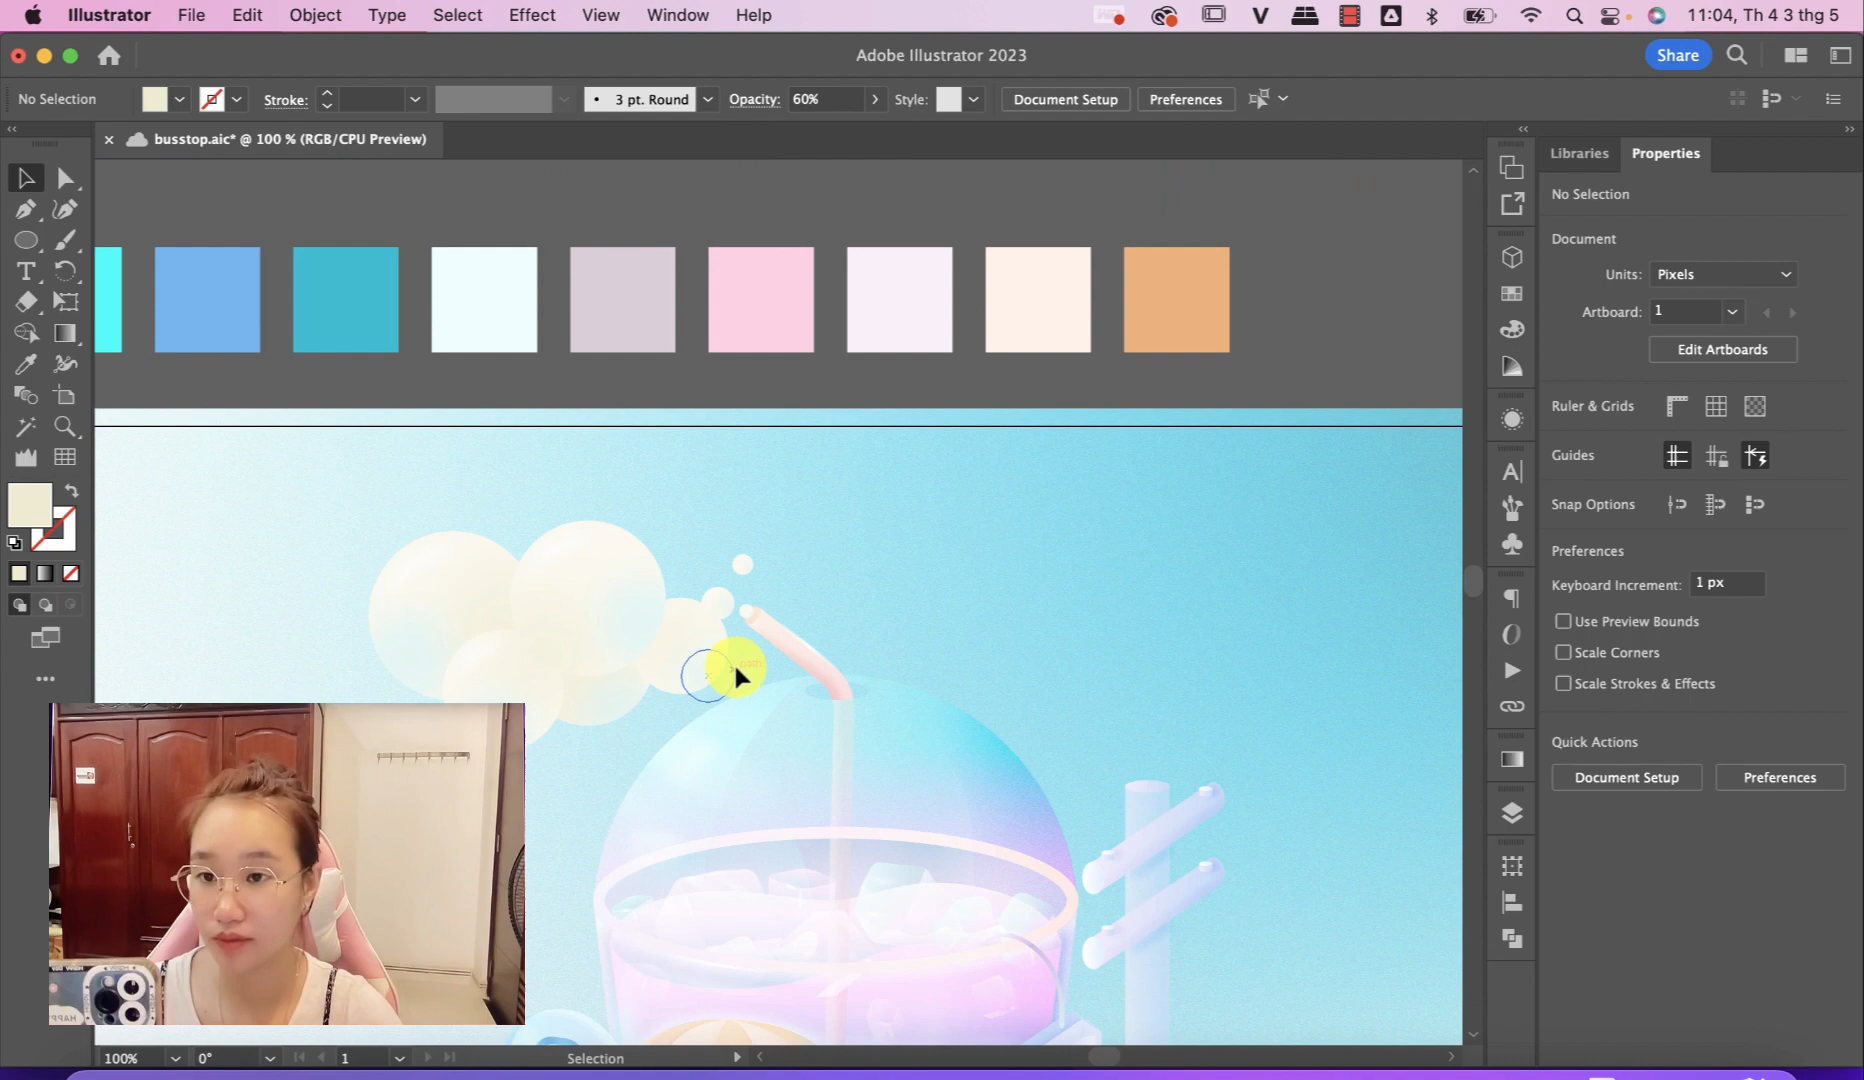 Illustrator File Edit Object Type Select Effect View Window Help 11:04, Th 4 3 thg 5
Adobe Illustrator 2023 Share
No Selection Stroke: 3 pt. Round Opacity: 60% Style: Document Setup Preferences
busstop.aic* @ 100 % (RGB/CPU Preview)
Libraries Properties
No Selection
Document
Units: Pixels
Artboard: 1
Edit Artboards
Ruler & Grids
Guides
Snap Options
Preferences
Keyboard Increment: 1 px
Use Preview Bounds
Scale Corners
Scale Strokes & Effects
Quick Actions
Document Setup Preferences
path
HAPPY
100% 0° 1 Selection